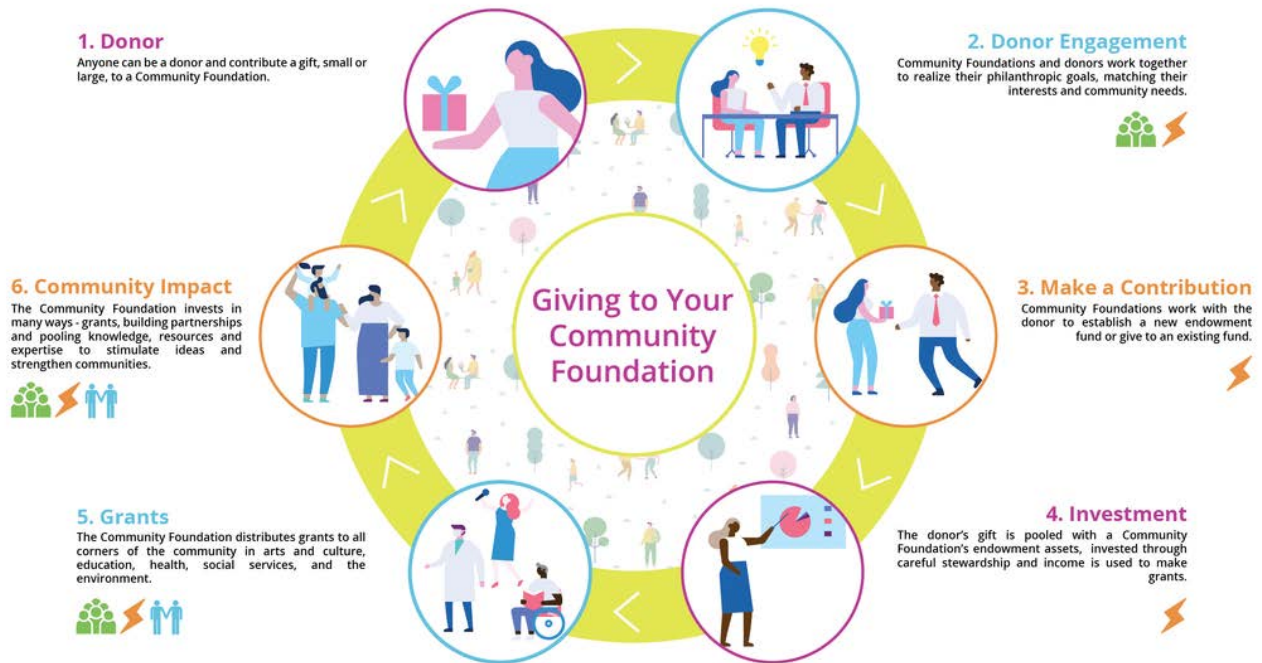 1. Donor
Anyone can be a donor and contribute a gift, small or
large, to a Community Foundation.
2. Donor Engagement
Community Foundations and donors work together
to realize their philanthropic goals, matching their
interests and community needs.
3. Make a Contribution
Community Foundations work with the
donor to establish a new endowment
fund or give to an existing fund.
4. Investment
The donor's gift is pooled with a Community
Foundation's endowment assets, invested through
careful stewardship and income is used to make
grants.
5. Grants
The Community Foundation distributes grants to all
corners of the community in arts and culture,
education, health, social services, and the
environment.
6. Community Impact
The Community Foundation invests in
many ways - grants, building partnerships
and pooling knowledge, resources and
expertise to stimulate ideas and
strengthen communities.
Giving to Your
Community
Foundation